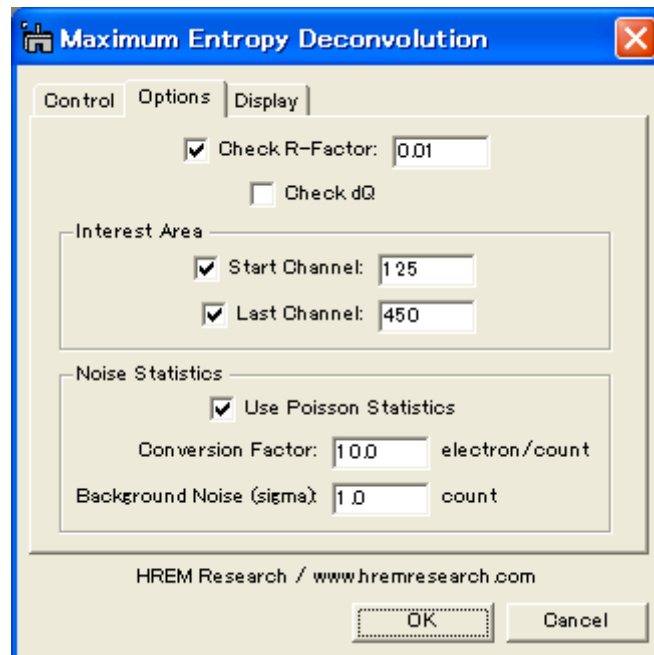 Maximum Entropy Deconvolution
Control Options Display
Check R-Factor: 0.01
Check dQ
Interest Area
Start Channel: 125
Last Channel: 450
Noise Statistics
Use Poisson Statistics
Conversion Factor: 10.0 electron/count
Background Noise (sigma): 1.0 count
HREM Research / www.hremresearch.com
OK Cancel